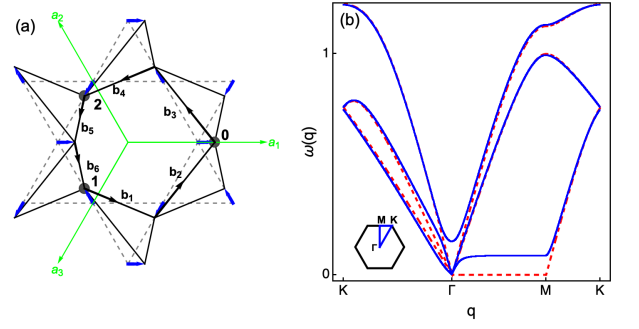 (a)
a2
2
b4
b3
b5
0
a1
b6
b2
1
b1
a3
(b)
ω(q)
1
0
M K
Γ
K Γ M K
q